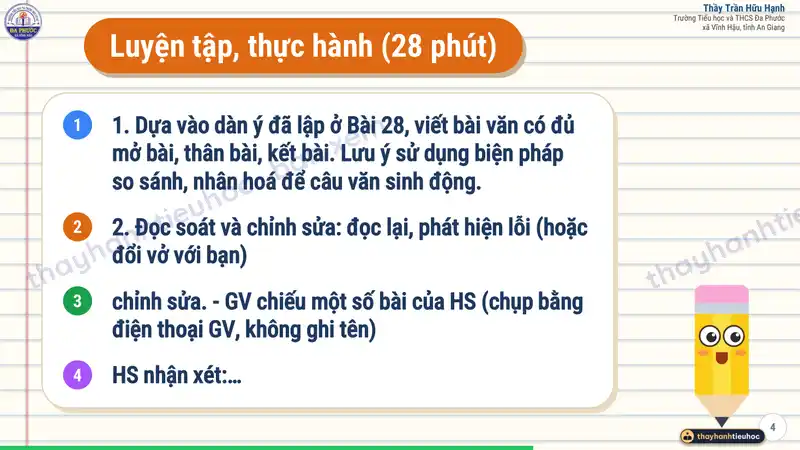 ĐA PHƯỚC
Thầy Trần Hữu Hạnh
Trường Tiểu học và THCS Đa Phước
xã Vĩnh Hậu, tỉnh An Giang
Luyện tập, thực hành (28 phút)
1
1. Dựa vào dàn ý đã lập ở Bài 28, viết bài văn có đủ
mở bài, thân bài, kết bài. Lưu ý sử dụng biện pháp
so sánh, nhân hoá để câu văn sinh động.
2
2. Đọc soát và chỉnh sửa: đọc lại, phát hiện lỗi (hoặc
đổi vở với bạn)
3
chỉnh sửa. - GV chiếu một số bài của HS (chụp bằng
điện thoại GV, không ghi tên)
4
HS nhận xét:…
thayhanhtieuhoc
4